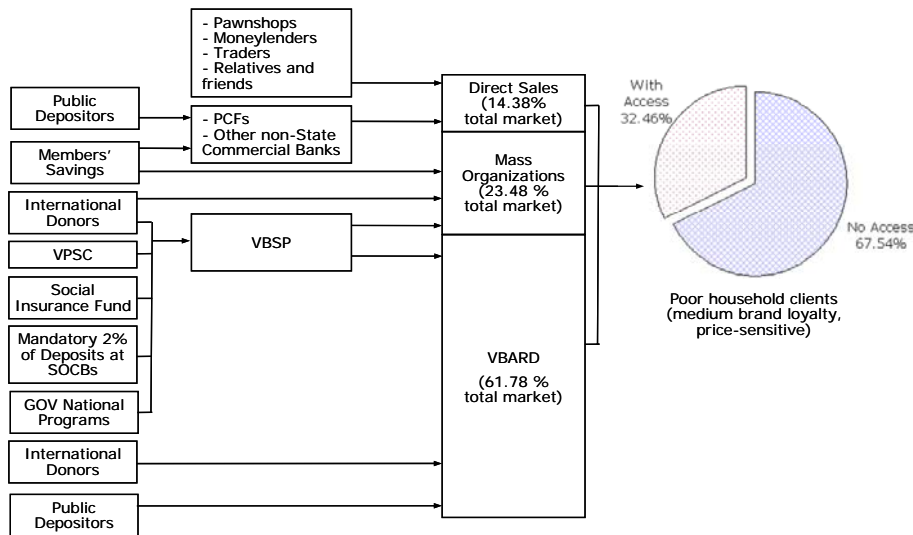 Public
Depositors
Members'
Savings
International
Donors
VPSC
Social
Insurance Fund
Mandatory 2%
of Deposits at
SOCBs
GOV National
Programs
International
Donors
Public
Depositors
- Pawnshops
- Moneylenders
- Traders
- Relatives and
friends
- PCFs
- Other non-State
Commercial Banks
VBSP
Direct Sales
(14.38%
total market)
Mass
Organizations
(23.48 %
total market)
VBARD
(61.78 %
total market)
With
Access
32.46%
No Access
67.54%
Poor household clients
(medium brand loyalty,
price-sensitive)